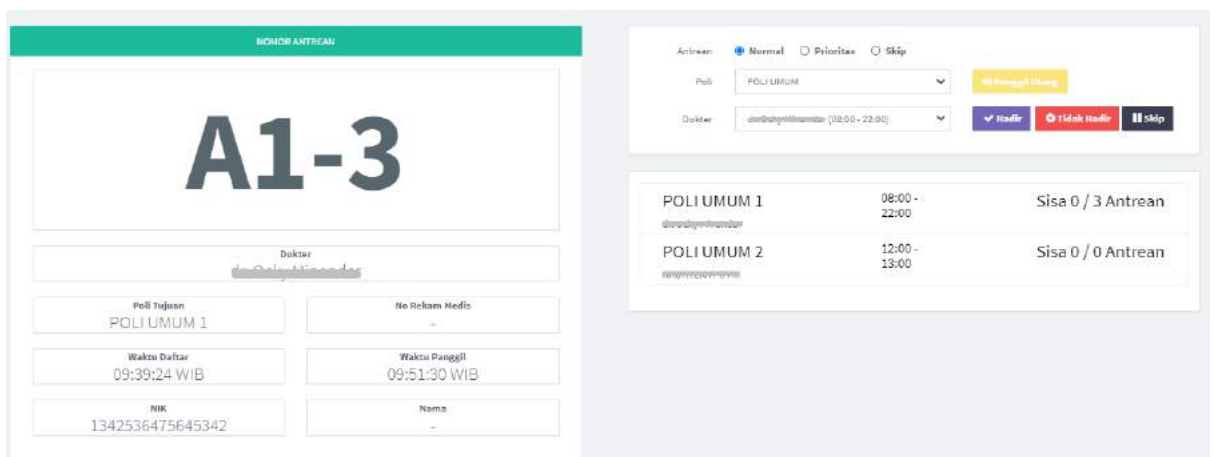 NOMOR ANTREAN
A1-3
Dokter
Poli Tujuan
POLI UMUM 1
No Rekam Medis
-
Waktu Daftar
09:39:24 WIB
Waktu Panggil
09:51:30 WIB
NIK
1342536475645342
Nama
-
Antrean Normal Prioritas Skip
Poli POLI UMUM Panggil Ulang
Dokter (08:00 - 22:00) Hadir Tidak Hadir Skip
POLI UMUM 1 08:00 - Sisa 0 / 3 Antrean
22:00
POLI UMUM 2 12:00 - Sisa 0 / 0 Antrean
13:00